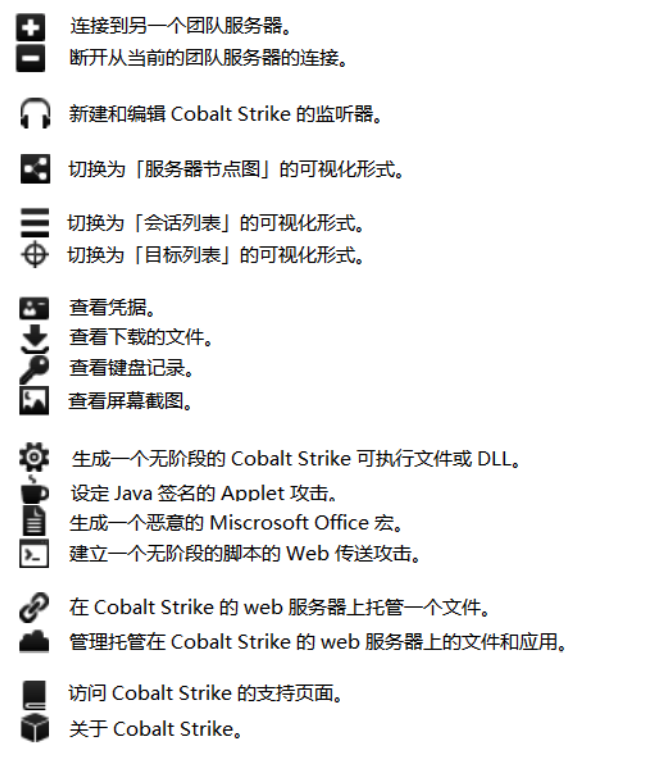 连接到另一个团队服务器。
断开从当前的团队服务器的连接。
新建和编辑 Cobalt Strike 的监听器。
切换为「服务器节点图」的可视化形式。
切换为「会话列表」的可视化形式。
切换为「目标列表」的可视化形式。
查看凭据。
查看下载的文件。
查看键盘记录。
查看屏幕截图。
生成一个无阶段的 Cobalt Strike 可执行文件或 DLL。
设定 Java 签名的 Applet 攻击。
生成一个恶意的 Miscrosoft Office 宏。
建立一个无阶段的脚本的 Web 传送攻击。
在 Cobalt Strike 的 web 服务器上托管一个文件。
管理托管在 Cobalt Strike 的 web 服务器上的文件和应用。
访问 Cobalt Strike 的支持页面。
关于 Cobalt Strike。